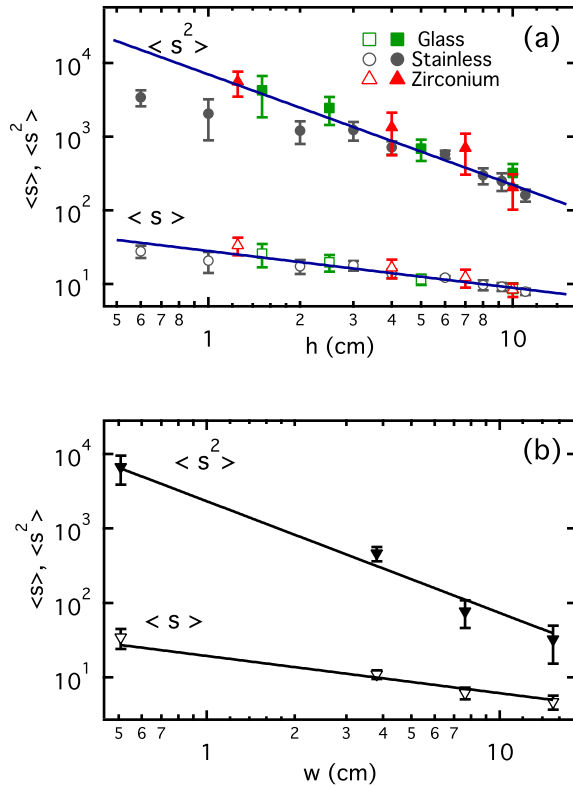 < s² >
(a)
Glass
Stainless
Zirconium
10⁴
10³
10²
10¹
<s>, <s²>
< s >
5 6 7 8 1 2 3 4 5 6 7 8 10
h (cm)
(b)
< s² >
10⁴
10³
10²
10¹
<s>, <s²>
< s >
5 6 7 1 2 3 4 5 6 7 10
w (cm)